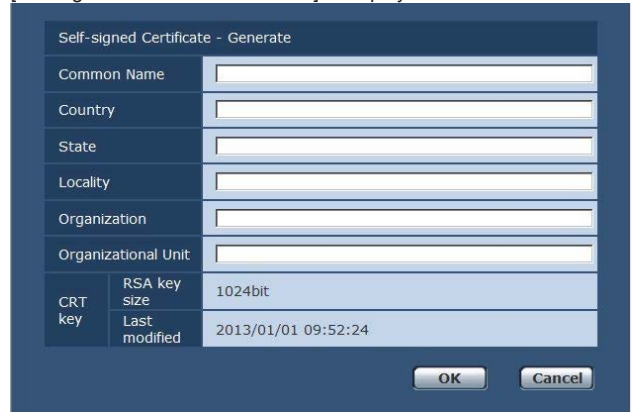 Self-signed Certificate - Generate
Common Name
Country
State
Locality
Organization
Organizational Unit
CRT key
RSA key size
1024bit
Last modified
2013/01/01 09:52:24
OK Cancel